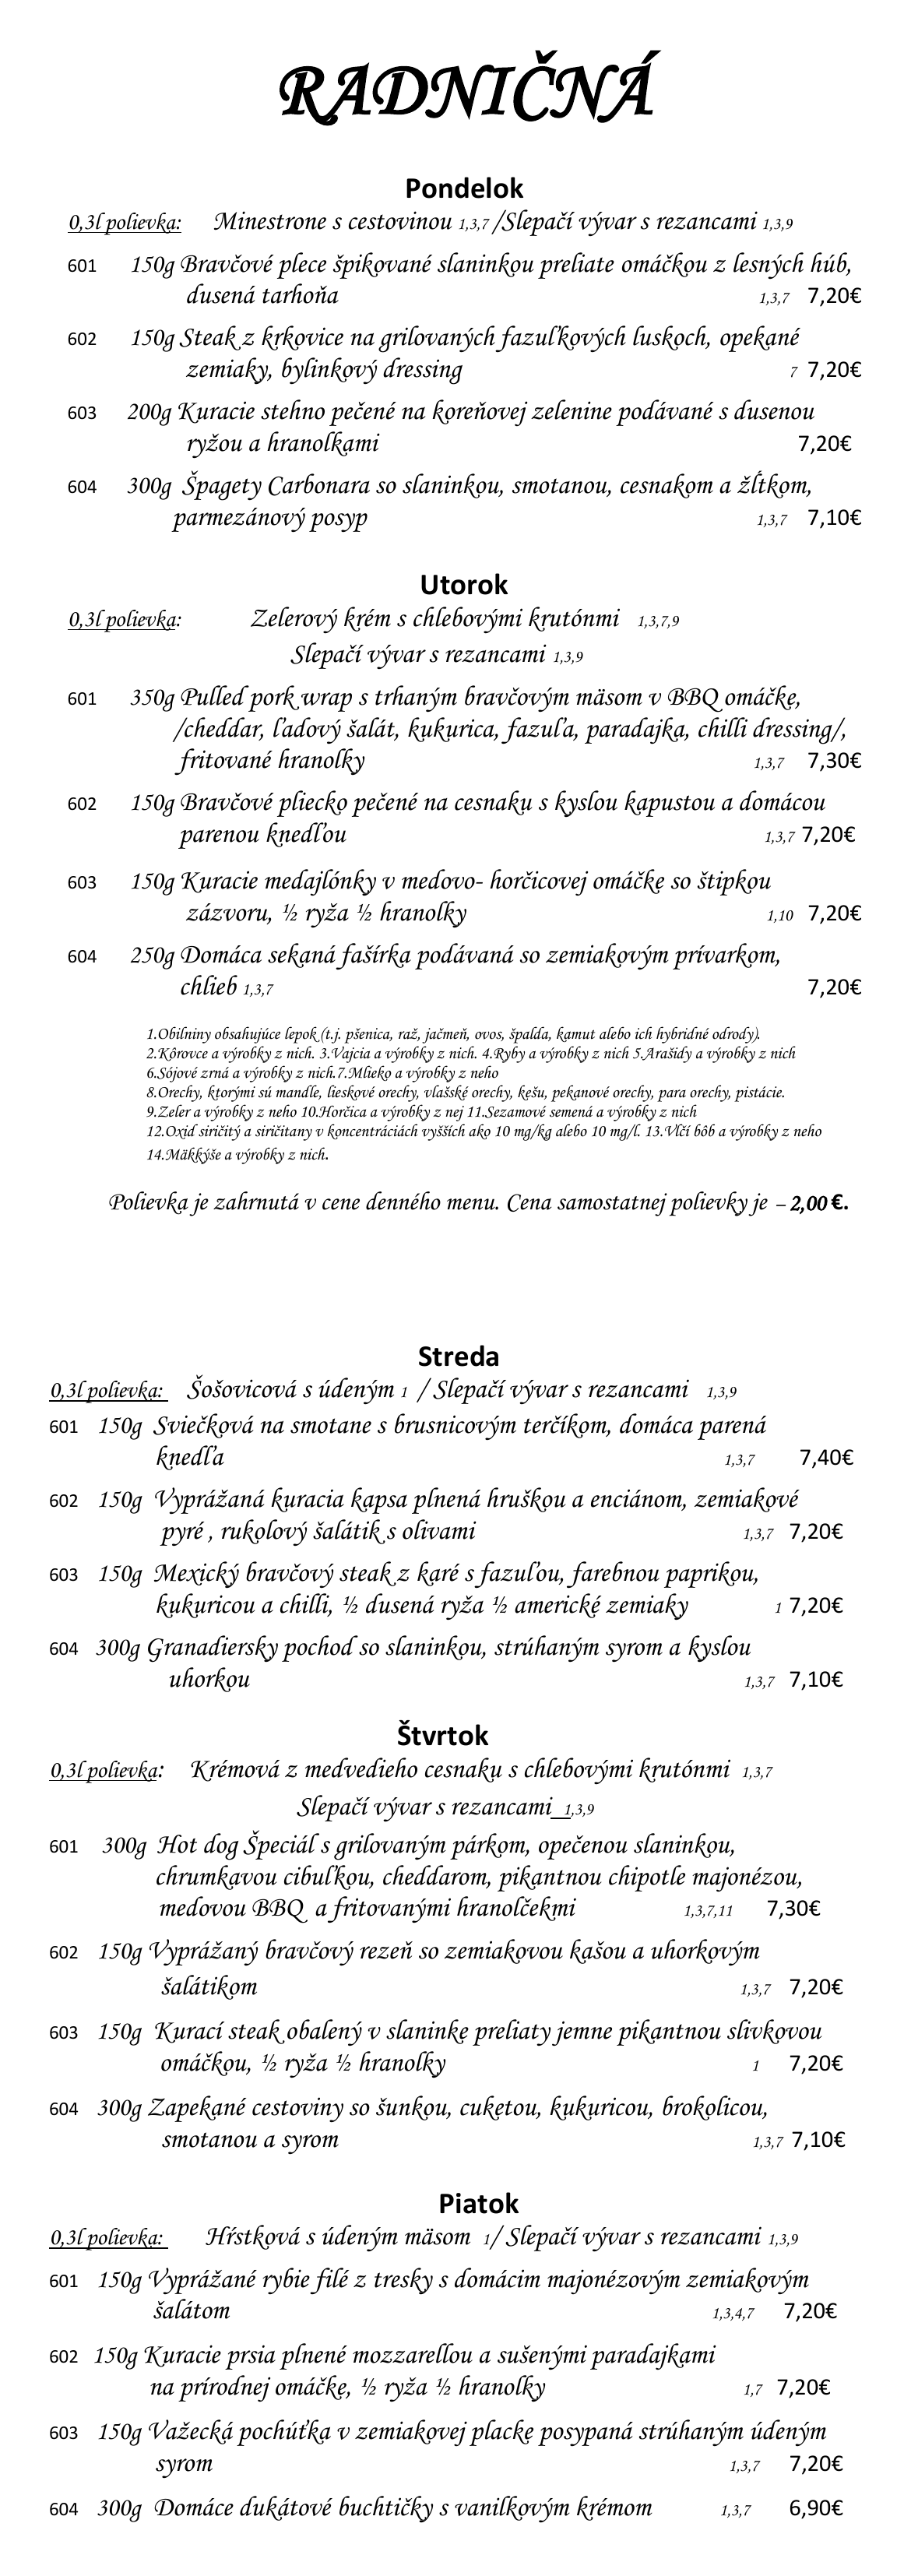 RADNIČNÁ
Pondelok
0,3l polievka: Minestrone s cestovinou 1,3,7 /Slepačí vývar s rezancami 1,3,9
601 150g Bravčové plece špikované slaninkou preliate omáčkou z lesných húb,
dusená tarhoňa 1,3,7 7,20€
602 150g Steak z krkovice na grilovaných fazuľkových luskoch, opekané
zemiaky, bylinkový dressing 7 7,20€
603 200g Kuracie stehno pečené na koreňovej zelenine podávané s dusenou
ryžou a hranolkami 7,20€
604 300g Špagety Carbonara so slaninkou, smotanou, cesnakom a žĺtkom,
parmezánový posyp 1,3,7 7,10€
Utorok
0,3l polievka: Zelerový krém s chlebovými krutónmi 1,3,7,9
Slepačí vývar s rezancami 1,3,9
601 350g Pulled pork wrap s trhaným bravčovým mäsom v BBQ omáčke,
/cheddar, ľadový šalát, kukurica, fazuľa, paradajka, chilli dressing/,
fritované hranolky 1,3,7 7,30€
602 150g Bravčové pliecko pečené na cesnaku s kyslou kapustou a domácou
parenou knedľou 1,3,7 7,20€
603 150g Kuracie medajlónky v medovo- horčicovej omáčke so štipkou
zázvoru, ½ ryža ½ hranolky 1,10 7,20€
604 250g Domáca sekaná fašírka podávaná so zemiakovým prívarkom,
chlieb 1,3,7 7,20€
1.Obilniny obsahujúce lepok (t.j. pšenica, raž, jačmeň, ovos, špalda, kamut alebo ich hybridné odrody).
2.Kôrovce a výrobky z nich. 3.Vajcia a výrobky z nich. 4.Ryby a výrobky z nich 5.Arašidy a výrobky z nich
6.Sójové zrná a výrobky z nich.7.Mlieko a výrobky z neho
8.Orechy, ktorými sú mandle, lieskové orechy, vlašské orechy, kešu, pekanové orechy, para orechy, pistácie.
9.Zeler a výrobky z neho 10.Horčica a výrobky z nej 11.Sezamové semená a výrobky z nich
12.Oxid siričitý a siričitany v koncentráciách vyšších ako 10 mg/kg alebo 10 mg/l. 13.Vlčí bôb a výrobky z neho
14.Mäkkýše a výrobky z nich.
Polievka je zahrnutá v cene denného menu. Cena samostatnej polievky je – 2,00 €.
Streda
0,3l polievka: Šošovicová s údeným 1 / Slepačí vývar s rezancami 1,3,9
601 150g Sviečková na smotane s brusnicovým terčíkom, domáca parená
knedľa 1,3,7 7,40€
602 150g Vyprážaná kuracia kapsa plnená hruškou a enciánom, zemiakové
pyré , rukolový šalátik s olivami 1,3,7 7,20€
603 150g Mexický bravčový steak z karé s fazuľou, farebnou paprikou,
kukuricou a chilli, ½ dusená ryža ½ americké zemiaky 1 7,20€
604 300g Granadiersky pochod so slaninkou, strúhaným syrom a kyslou
uhorkou 1,3,7 7,10€
Štvrtok
0,3l polievka: Krémová z medvedieho cesnaku s chlebovými krutónmi 1,3,7
Slepačí vývar s rezancami 1,3,9
601 300g Hot dog Špeciál s grilovaným párkom, opečenou slaninkou,
chrumkavou cibuľkou, cheddarom, pikantnou chipotle majonézou,
medovou BBQ a fritovanými hranolčekmi 1,3,7,11 7,30€
602 150g Vyprážaný bravčový rezeň so zemiakovou kašou a uhorkovým
šalátikom 1,3,7 7,20€
603 150g Kurací steak obalený v slaninke preliaty jemne pikantnou slivkovou
omáčkou, ½ ryža ½ hranolky 1 7,20€
604 300g Zapekané cestoviny so šunkou, cuketou, kukuricou, brokolicou,
smotanou a syrom 1,3,7 7,10€
Piatok
0,3l polievka: Hŕstková s údeným mäsom 1/ Slepačí vývar s rezancami 1,3,9
601 150g Vyprážané rybie filé z tresky s domácim majonézovým zemiakovým
šalátom 1,3,4,7 7,20€
602 150g Kuracie prsia plnené mozzarellou a sušenými paradajkami
na prírodnej omáčke, ½ ryža ½ hranolky 1,7 7,20€
603 150g Važecká pochúťka v zemiakovej placke posypaná strúhaným údeným
syrom 1,3,7 7,20€
604 300g Domáce dukátové buchtičky s vanilkovým krémom 1,3,7 6,90€